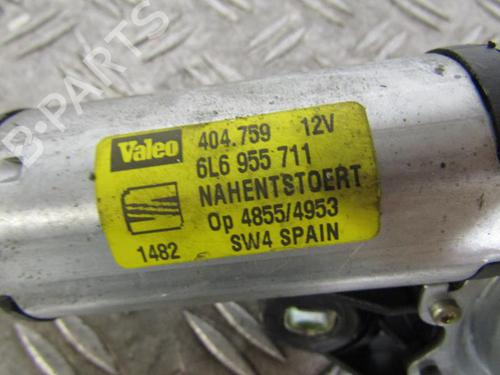 B-Parts
Valeo 404.759 12V
6L6 955 711
NAHENTSTOERT
Op 4855/4953
1482 SW4 SPAIN